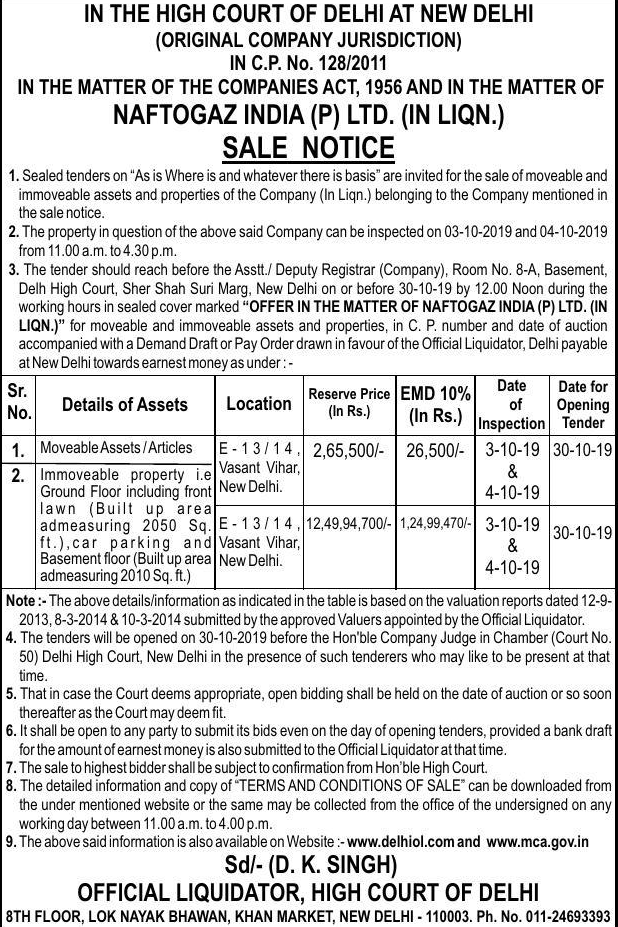 IN THE HIGH COURT OF DELHI AT NEW DELHI
(ORIGINAL COMPANY JURISDICTION)
IN C.P. No. 128/2011
IN THE MATTER OF THE COMPANIES ACT, 1956 AND IN THE MATTER OF
NAFTOGAZ INDIA (P) LTD. (IN LIQN.)
SALE NOTICE
1. Sealed tenders on “As is Where is and whatever there is basis” are invited for the sale of moveable and
immoveable assets and properties of the Company (In Liqn.) belonging to the Company mentioned in
the sale notice.
2. The property in question of the above said Company can be inspected on 03-10-2019 and 04-10-2019
from 11.00 a.m. to 4.30 p.m.
3. The tender should reach before the Asstt./ Deputy Registrar (Company), Room No. 8-A, Basement,
Delh High Court, Sher Shah Suri Marg, New Delhi on or before 30-10-19 by 12.00 Noon during the
working hours in sealed cover marked “OFFER IN THE MATTER OF NAFTOGAZ INDIA (P) LTD. (IN
LIQN.)” for moveable and immoveable assets and properties, in C. P. number and date of auction
accompanied with a Demand Draft or Pay Order drawn in favour of the Official Liquidator, Delhi payable
at New Delhi towards earnest money as under : -
Sr. No.
Details of Assets
Location
Reserve Price (In Rs.)
EMD 10% (In Rs.)
Date of Inspection
Date for Opening Tender
1.
Moveable Assets / Articles
E - 1 3 / 1 4 ,
Vasant Vihar,
New Delhi.
2,65,500/-
26,500/-
3-10-19
&
4-10-19
30-10-19
2.
Immoveable property i.e
Ground Floor including front
lawn (Built up area
admeasuring 2050 Sq.
ft.),car parking and
Basement floor (Built up area
admeasuring 2010 Sq. ft.)
E - 1 3 / 1 4 ,
Vasant Vihar,
New Delhi.
12,49,94,700/-
1,24,99,470/-
3-10-19
&
4-10-19
30-10-19
Note :- The above details/information as indicated in the table is based on the valuation reports dated 12-9-
2013, 8-3-2014 & 10-3-2014 submitted by the approved Valuers appointed by the Official Liquidator.
4. The tenders will be opened on 30-10-2019 before the Hon'ble Company Judge in Chamber (Court No.
50) Delhi High Court, New Delhi in the presence of such tenderers who may like to be present at that
time.
5. That in case the Court deems appropriate, open bidding shall be held on the date of auction or so soon
thereafter as the Court may deem fit.
6. It shall be open to any party to submit its bids even on the day of opening tenders, provided a bank draft
for the amount of earnest money is also submitted to the Official Liquidator at that time.
7. The sale to highest bidder shall be subject to confirmation from Hon’ble High Court.
8. The detailed information and copy of “TERMS AND CONDITIONS OF SALE” can be downloaded from
the under mentioned website or the same may be collected from the office of the undersigned on any
working day between 11.00 a.m. to 4.00 p.m.
9. The above said information is also available on Website :- www.delhiol.com and www.mca.gov.in
Sd/- (D. K. SINGH)
OFFICIAL LIQUIDATOR, HIGH COURT OF DELHI
8TH FLOOR, LOK NAYAK BHAWAN, KHAN MARKET, NEW DELHI - 110003. Ph. No. 011-24693393